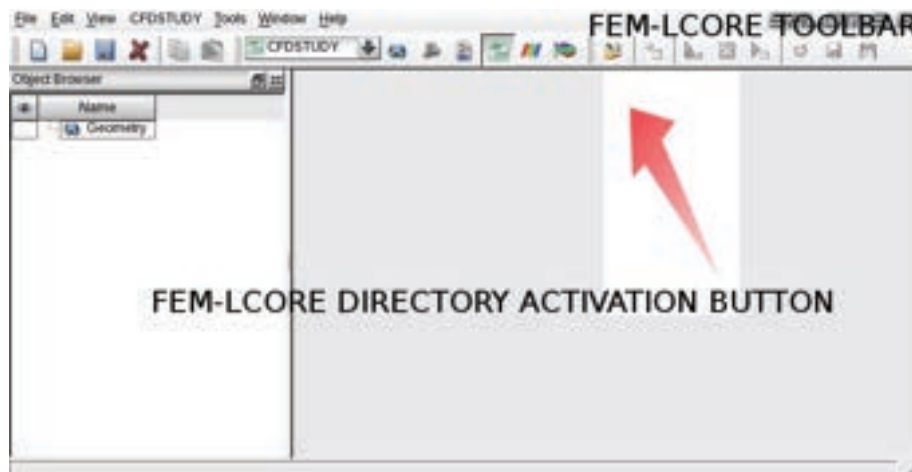 File Edit View CFDSTUDY Tools Window Help
FEM-LCORE TOOLBAR
CFDSTUDY
Object Browser
Name
Geometry
FEM-LCORE DIRECTORY ACTIVATION BUTTON